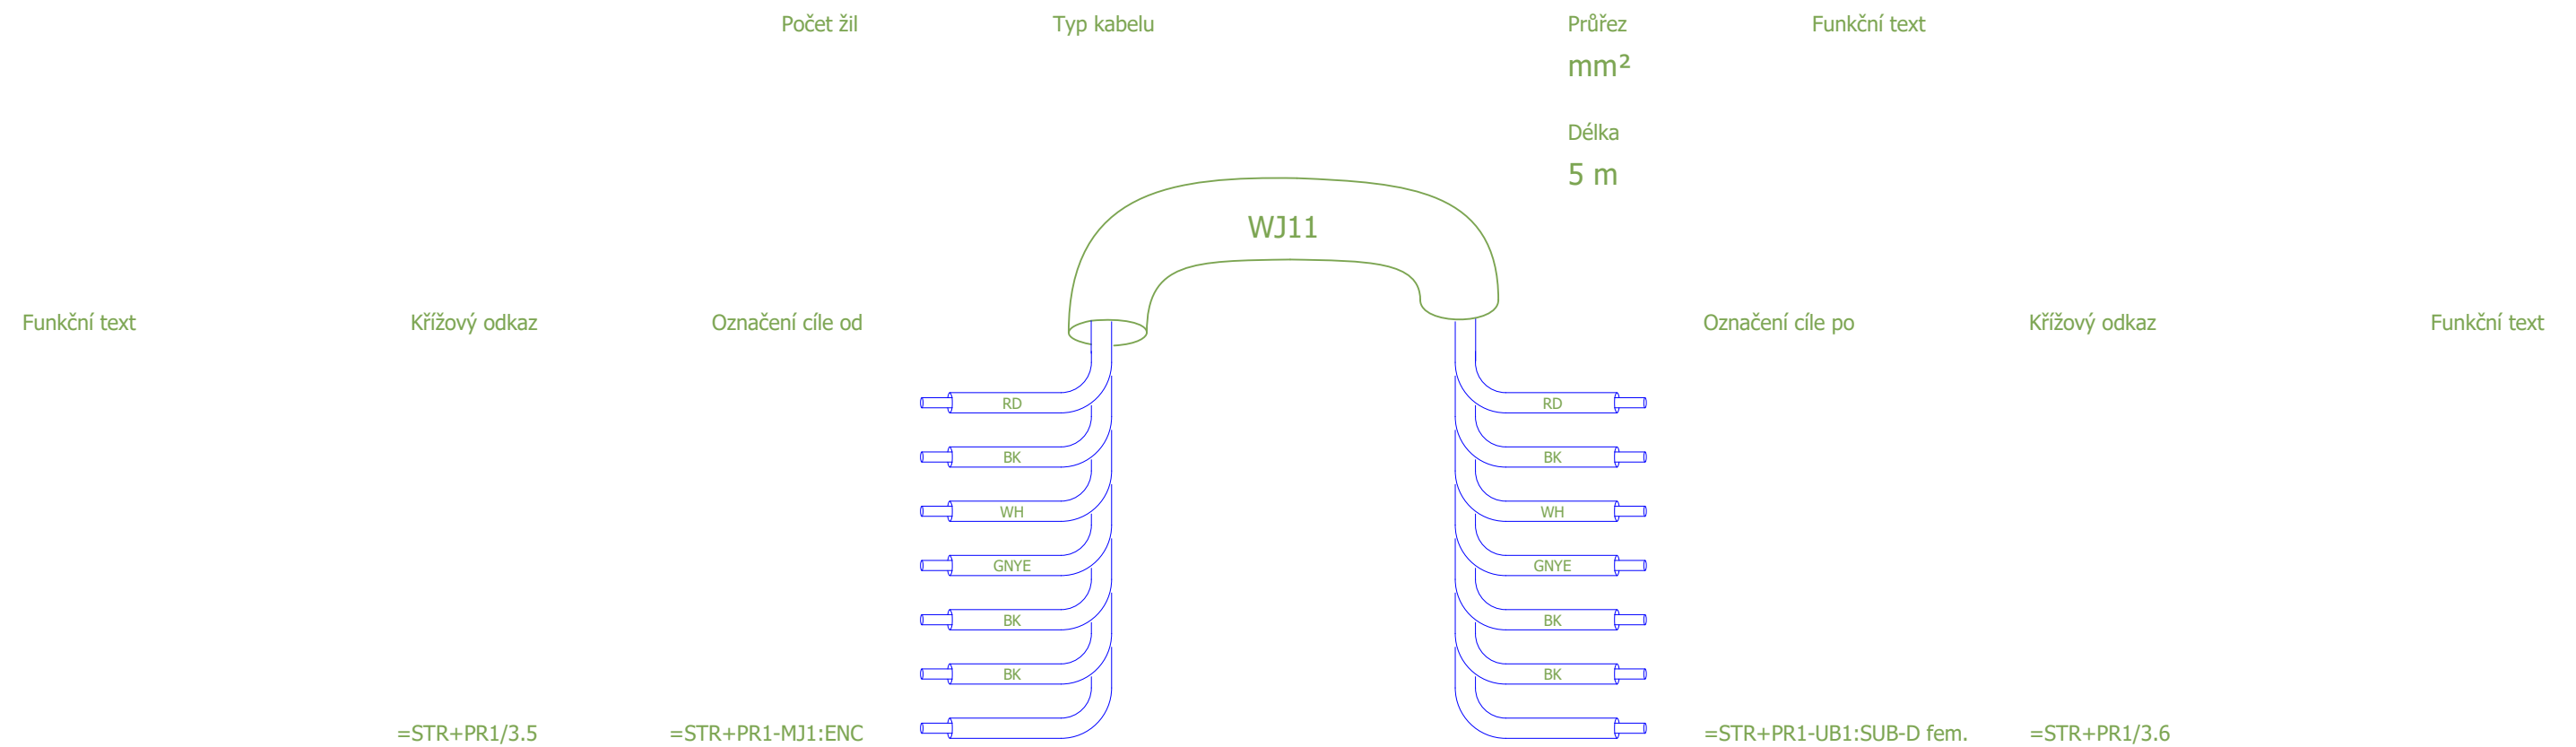 Počet žil Typ kabelu Průřez Funkční text
mm²
Délka
5 m
WJ11
Funkční text Křížový odkaz Označení cíle od Označení cíle po Křížový odkaz Funkční text
RD RD
BK BK
WH WH
GNYE GNYE
BK BK
BK BK
=STR+PR1/3.5 =STR+PR1-MJ1:ENC =STR+PR1-UB1:SUB-D fem. =STR+PR1/3.6